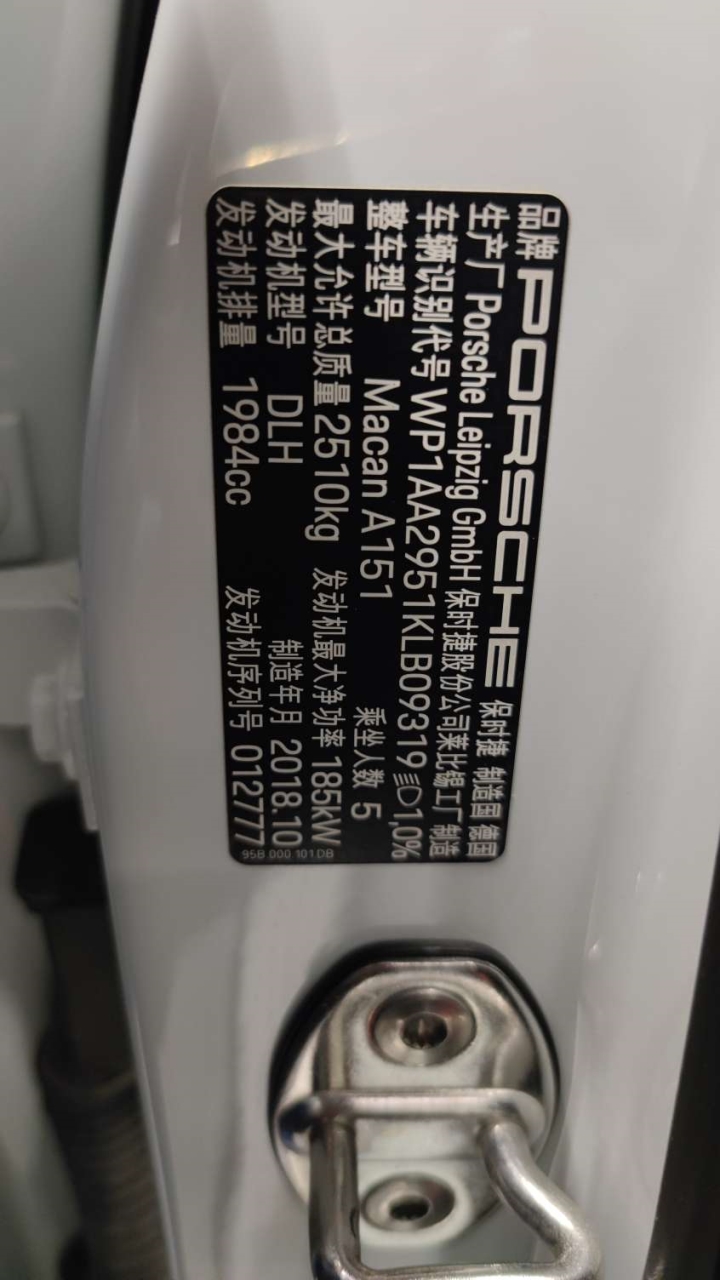 品牌 PORSCHE 保时捷 制造国 德国
生产厂 Porsche Leipzig GmbH 保时捷股份公司莱比锡工厂 制造
车辆识别代号 WP1AA2951KLB09319 1,0%
整车型号 Macan A151 乘坐人数 5
最大允许总质量 2510kg 发动机最大净功率 185kW
发动机型号 DLH 制造年月 2018.10
发动机排量 1984cc 发动机序列号 0127777
95B 000 101 DB